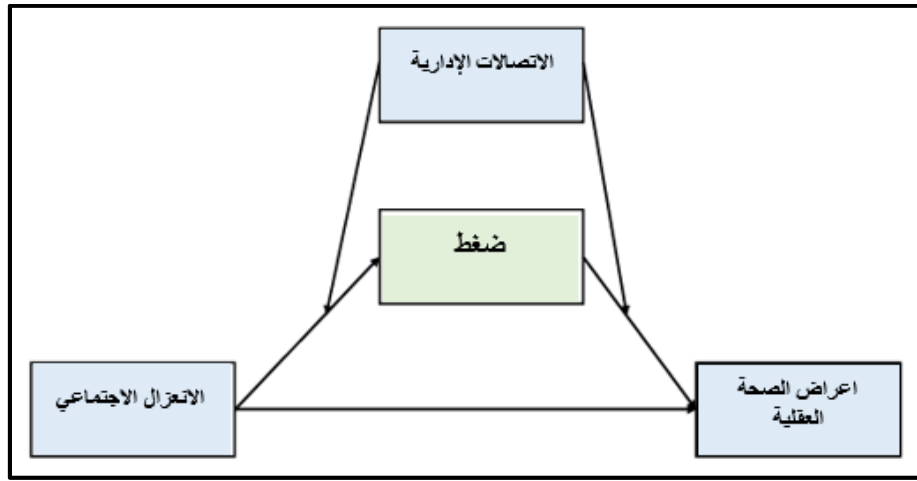 الاتصالات الإدارية
ضغط
الانعزال الاجتماعي
اعراض الصحة
العقلية